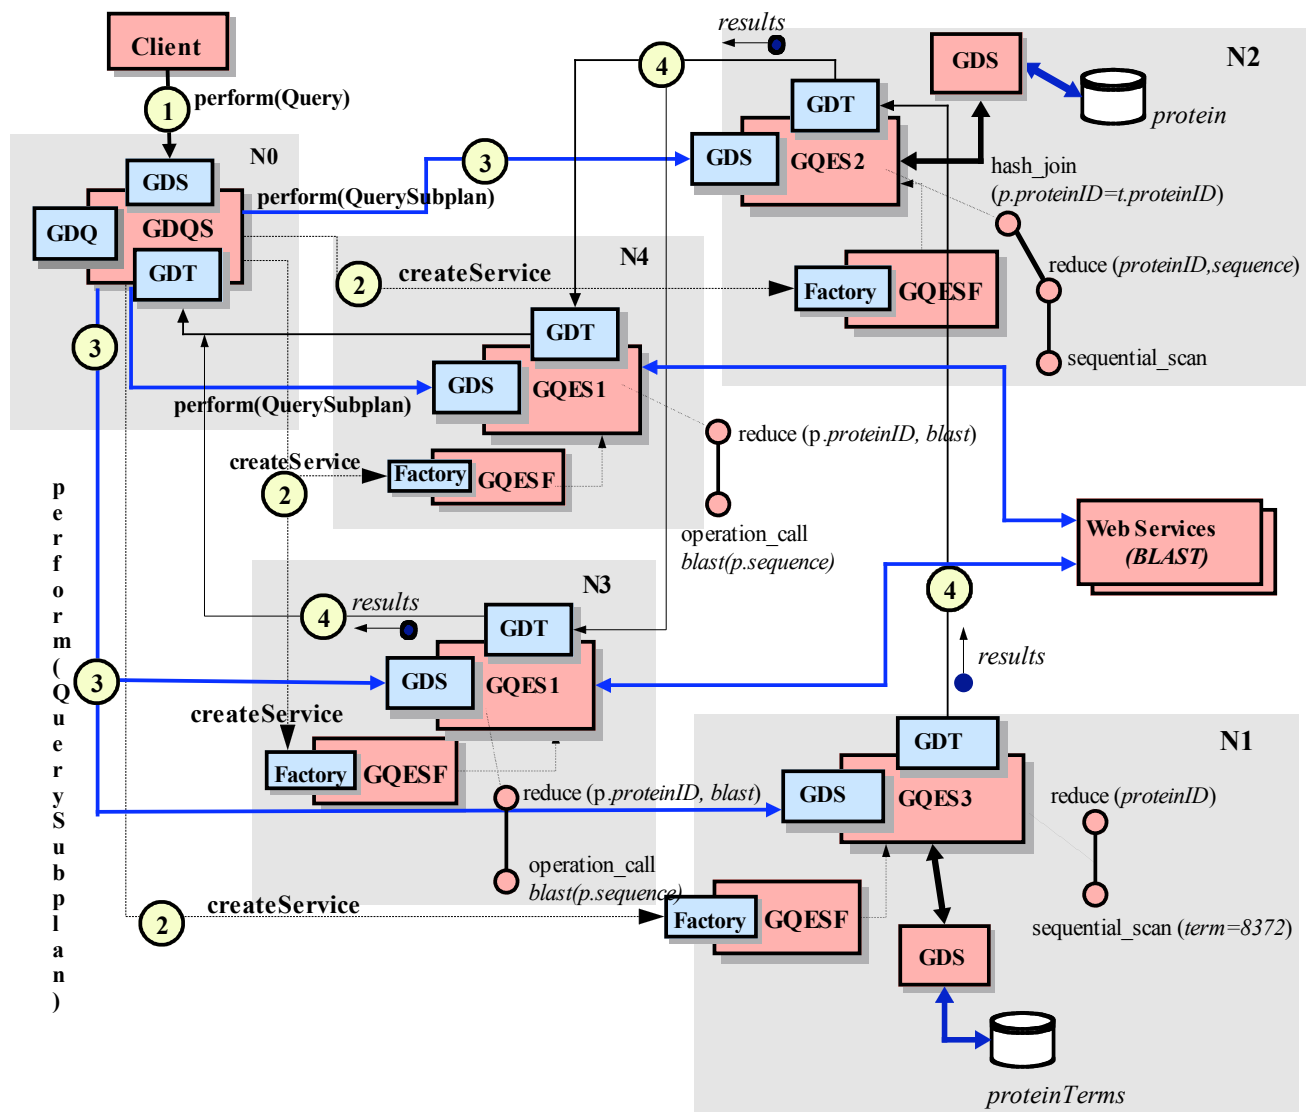 Client
1
perform(Query)
N0
GDS
GDQ
GDQS
GDT
perform(QuerySubplan)
3
results
4
N2
GDS
protein
GDT
GDS
GQES2
hash_join
(p.proteinID=t.proteinID)
reduce (proteinID,sequence)
sequential_scan
Factory
GQESF
N4
createService
2
3
GDT
GDS
GQES1
perform(QuerySubplan)
reduce (p.proteinID, blast)
createService
Factory
GQESF
2
operation_call
blast(p.sequence)
Web Services
(BLAST)
perform(QuerySubplan)
N3
4
results
GDT
GDS
GQES1
3
createService
Factory
GQESF
reduce (p.proteinID, blast)
operation_call
blast(p.sequence)
4
results
N1
GDT
GDS
GQES3
reduce (proteinID)
sequential_scan (term=8372)
createService
2
Factory
GQESF
GDS
proteinTerms